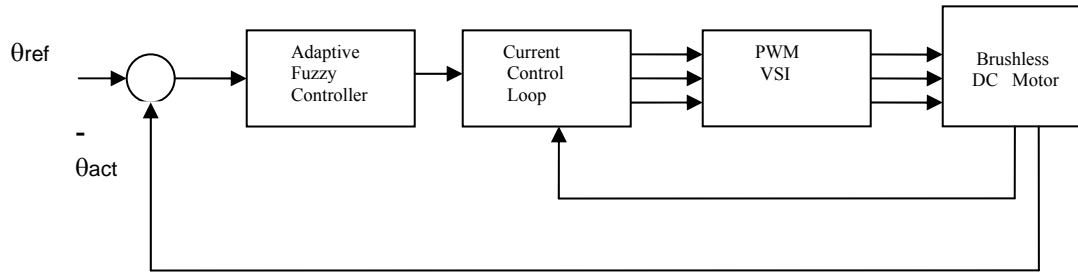 θref
-
θact
Adaptive
Fuzzy
Controller
Current
Control
Loop
PWM
VSI
Brushless
DC Motor